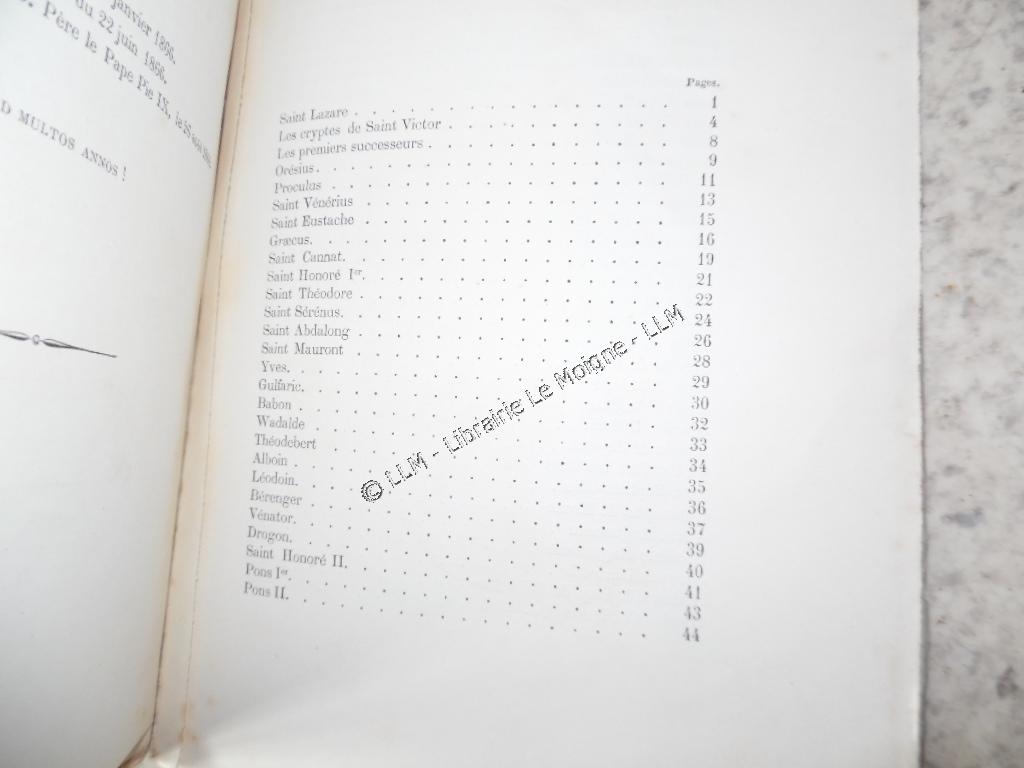 janvier 1866.
du 22 juin 1866.
Père le Pape Pie IX, le
D MULTOS ANNOS !
Pages.
Saint Lazare . . . . . . . . . . . . . . . . 1
Les cryptes de Saint Victor . . . . . . . . . . . . 4
Les premiers successeurs . . . . . . . . . . . . . 8
Orésius. . . . . . . . . . . . . . . . . . 9
Proculus . . . . . . . . . . . . . . . . . 11
Saint Vénérius . . . . . . . . . . . . . . . 13
Saint Eustache . . . . . . . . . . . . . . . 15
Græcus. . . . . . . . . . . . . . . . . . 16
Saint Cannat. . . . . . . . . . . . . . . . 19
Saint Honoré Ier. . . . . . . . . . . . . . . 21
Saint Théodore . . . . . . . . . . . . . . . 22
Saint Sérénus. . . . . . . . . . . . . . . . 24
Saint Abdalong . . . . . . . . . . . . . . . 26
Saint Mauront . . . . . . . . . . . . . . . 28
Yves. . . . . . . . . . . . . . . . . . . 29
Gulfaric. . . . . . . . . . . . . . . . . . 30
Babon . . . . . . . . . . . . . . . . . . 32
Wadalde . . . . . . . . . . . . . . . . . 33
Théodebert . . . . . . . . . . . . . . . . 34
Alboin . . . . . . . . . . . . . . . . . . 35
Léodoin. . . . . . . . . . . . . . . . . . 36
Bérenger . . . . . . . . . . . . . . . . . 37
Vénator. . . . . . . . . . . . . . . . . . 39
Drogon. . . . . . . . . . . . . . . . . . 40
Saint Honoré II. . . . . . . . . . . . . . . 41
Pons Ier. . . . . . . . . . . . . . . . . . 43
Pons II. . . . . . . . . . . . . . . . . . 44
© LLM - Librairie Le Moigne - LLM